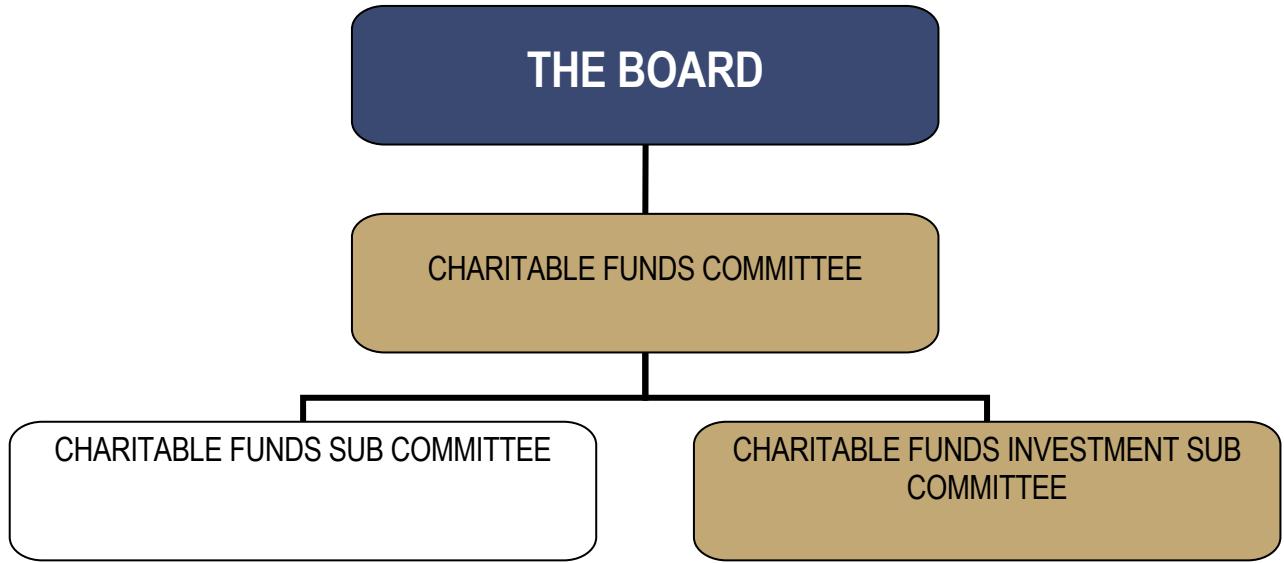 THE BOARD
CHARITABLE FUNDS COMMITTEE
CHARITABLE FUNDS SUB COMMITTEE
CHARITABLE FUNDS INVESTMENT SUB
COMMITTEE